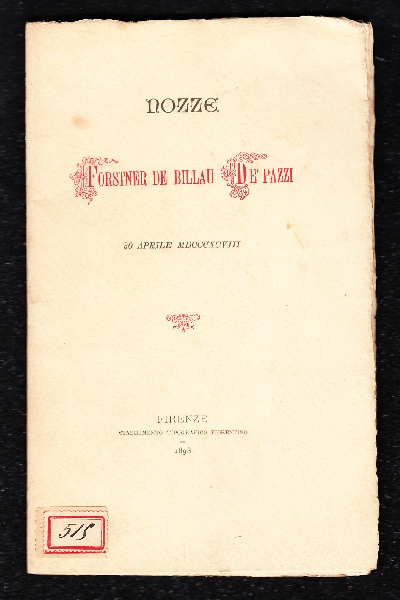 NOZZE
FORSTNER DE BILLAU DE' PAZZI
30 APRILE MDCCCXCVIII
FIRENZE
STABILIMENTO TIPOGRAFICO FIORENTINO
1898
515